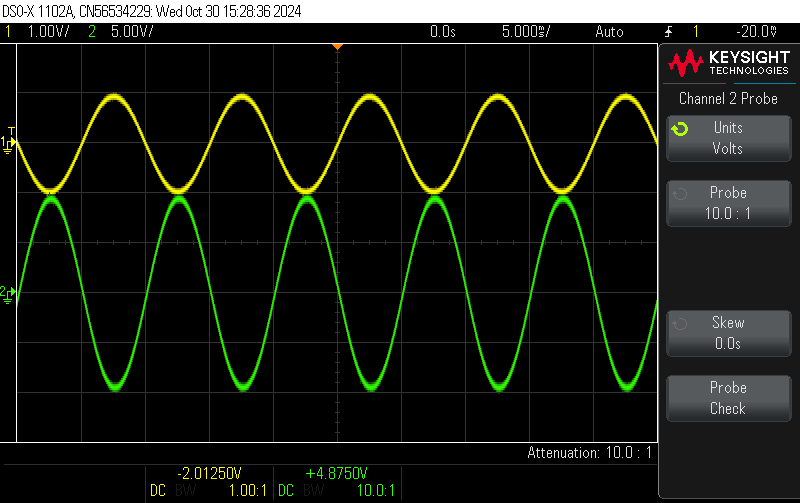 DSO-X 1102A, CN56534229: Wed Oct 30 15:28:36 2024
1 1.00V/ 2 5.00V/ 0.0s 5.000s/ Auto 1 -20.0V
KEYSIGHT
TECHNOLOGIES
Channel 2 Probe
Units
Volts
Probe
10.0 : 1
T
1
2
Skew
0.0s
Probe
Check
Attenuation: 10.0 : 1
-2.01250V +4.8750V
DC BW 1.00:1 DC BW 10.0:1